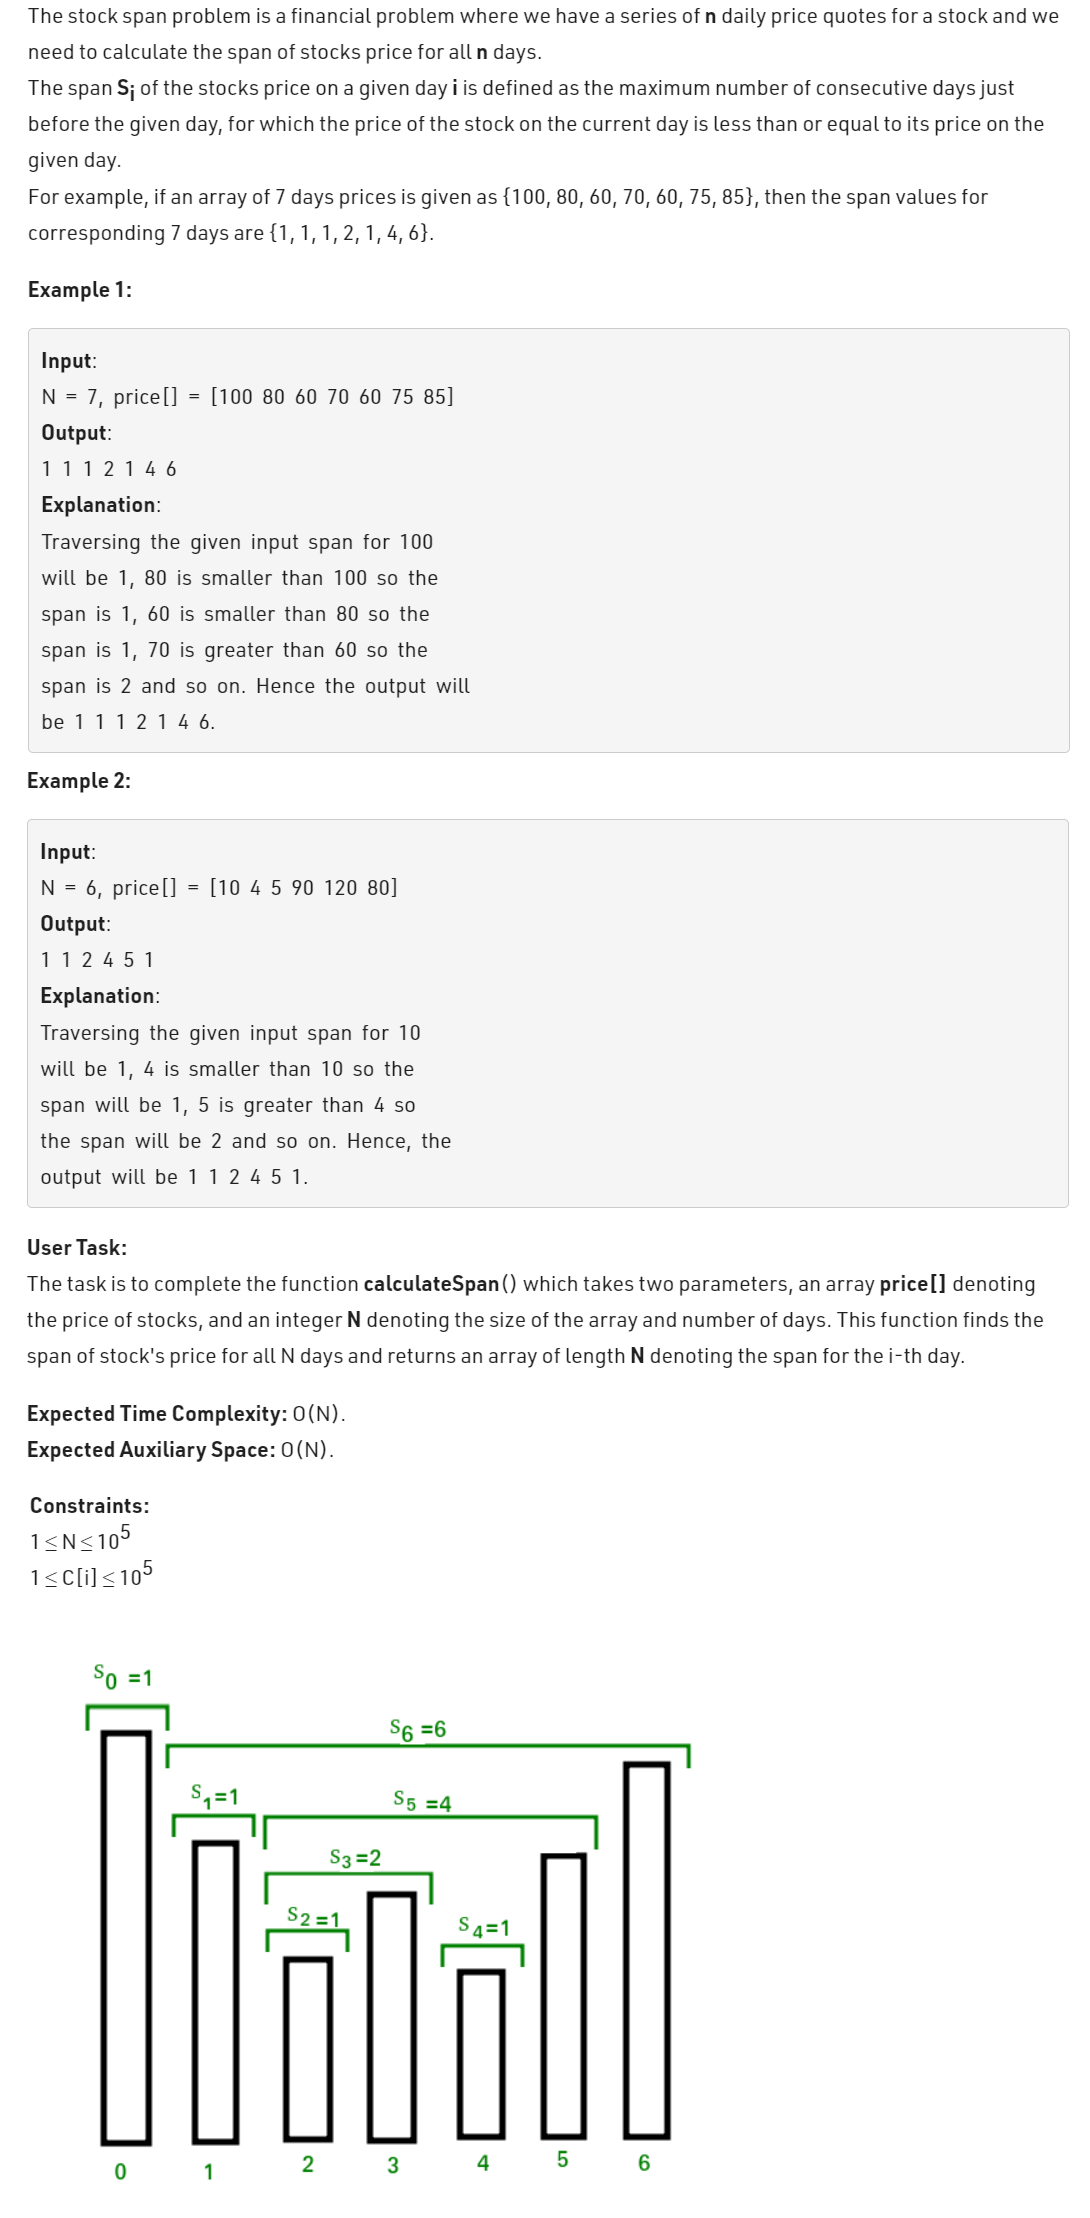 The stock span problem is a financial problem where we have a series of n daily price quotes for a stock and we
need to calculate the span of stocks price for all n days.
The span Si of the stocks price on a given day i is defined as the maximum number of consecutive days just
before the given day, for which the price of the stock on the current day is less than or equal to its price on the
given day.
For example, if an array of 7 days prices is given as {100, 80, 60, 70, 60, 75, 85}, then the span values for
corresponding 7 days are {1, 1, 1, 2, 1, 4, 6}.
Example 1:
Input:
N = 7, price[] = [100 80 60 70 60 75 85]
Output:
1 1 1 2 1 4 6
Explanation:
Traversing the given input span for 100
will be 1, 80 is smaller than 100 so the
span is 1, 60 is smaller than 80 so the
span is 1, 70 is greater than 60 so the
span is 2 and so on. Hence the output will
be 1 1 1 2 1 4 6.
Example 2:
Input:
N = 6, price[] = [10 4 5 90 120 80]
Output:
1 1 2 4 5 1
Explanation:
Traversing the given input span for 10
will be 1, 4 is smaller than 10 so the
span will be 1, 5 is greater than 4 so
the span will be 2 and so on. Hence, the
output will be 1 1 2 4 5 1.
User Task:
The task is to complete the function calculateSpan() which takes two parameters, an array price[] denoting
the price of stocks, and an integer N denoting the size of the array and number of days. This function finds the
span of stock's price for all N days and returns an array of length N denoting the span for the i-th day.
Expected Time Complexity: O(N).
Expected Auxiliary Space: O(N).
Constraints:
1 ≤ N ≤ 10^5
1 ≤ C[i] ≤ 10^5
S0 =1
S6 =6
S1=1
S5 =4
S3=2
S2=1
S4=1
0 1 2 3 4 5 6